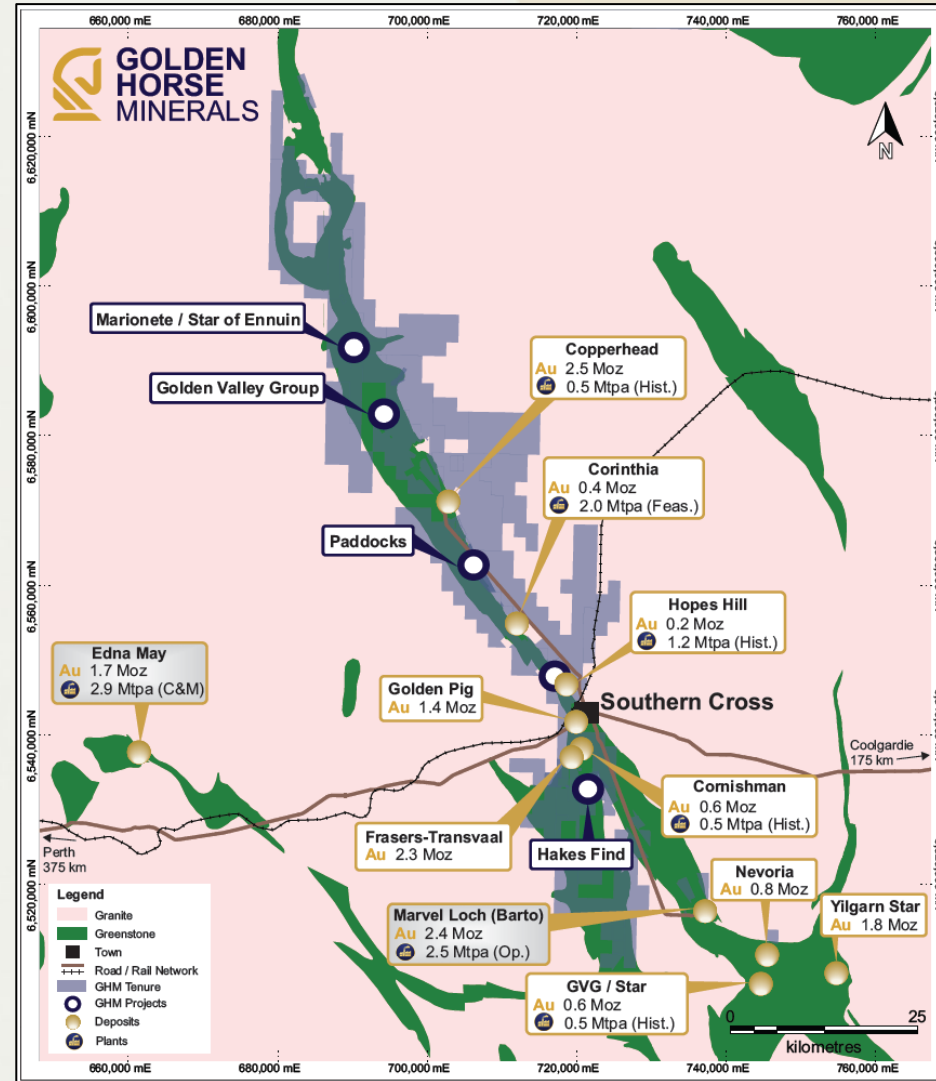 660,000 mE
680,000 mE
700,000 mE
720,000 mE
740,000 mE
760,000 mE
GOLDEN
HORSE
MINERALS
N
6,620,000 mN
6,600,000 mN
6,580,000 mN
6,560,000 mN
6,540,000 mN
6,520,000 mN
Marionete / Star of Ennuin
Golden Valley Group
Copperhead
Au 2.5 Moz
0.5 Mtpa (Hist.)
Corinthia
Au 0.4 Moz
2.0 Mtpa (Feas.)
Paddocks
Hopes Hill
Au 0.2 Moz
1.2 Mtpa (Hist.)
Edna May
Au 1.7 Moz
2.9 Mtpa (C&M)
Golden Pig
Au 1.4 Moz
Southern Cross
Coolgardie
175 km
Cornishman
Au 0.6 Moz
0.5 Mtpa (Hist.)
Frasers-Transvaal
Au 2.3 Moz
Hakes Find
Perth
375 km
Nevoria
Au 0.8 Moz
Marvel Loch (Barto)
Au 2.4 Moz
2.5 Mtpa (Op.)
Yilgarn Star
Au 1.8 Moz
GVG / Star
Au 0.6 Moz
0.5 Mtpa (Hist.)
Legend
Granite
Greenstone
Town
Road / Rail Network
GHM Tenure
GHM Projects
Deposits
Plants
0
25
kilometres
660,000 mE
680,000 mE
700,000 mE
720,000 mE
740,000 mE
760,000 mE